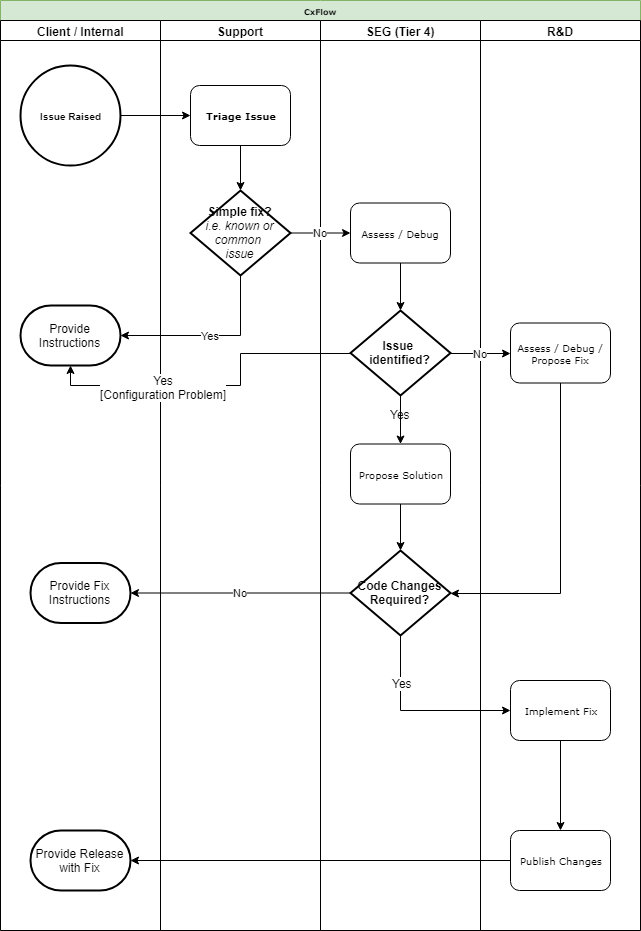 CxFlow
Client / Internal
Support
SEG (Tier 4)
R&D
Issue Raised
Triage Issue
Simple fix?
i.e. known or
common
issue
No
Assess / Debug
Provide
Instructions
Yes
Issue
identified?
No
Assess / Debug /
Propose Fix
Yes
[Configuration Problem]
Yes
Propose Solution
Provide Fix
Instructions
No
Code Changes
Required?
Yes
Implement Fix
Provide Release
with Fix
Publish Changes